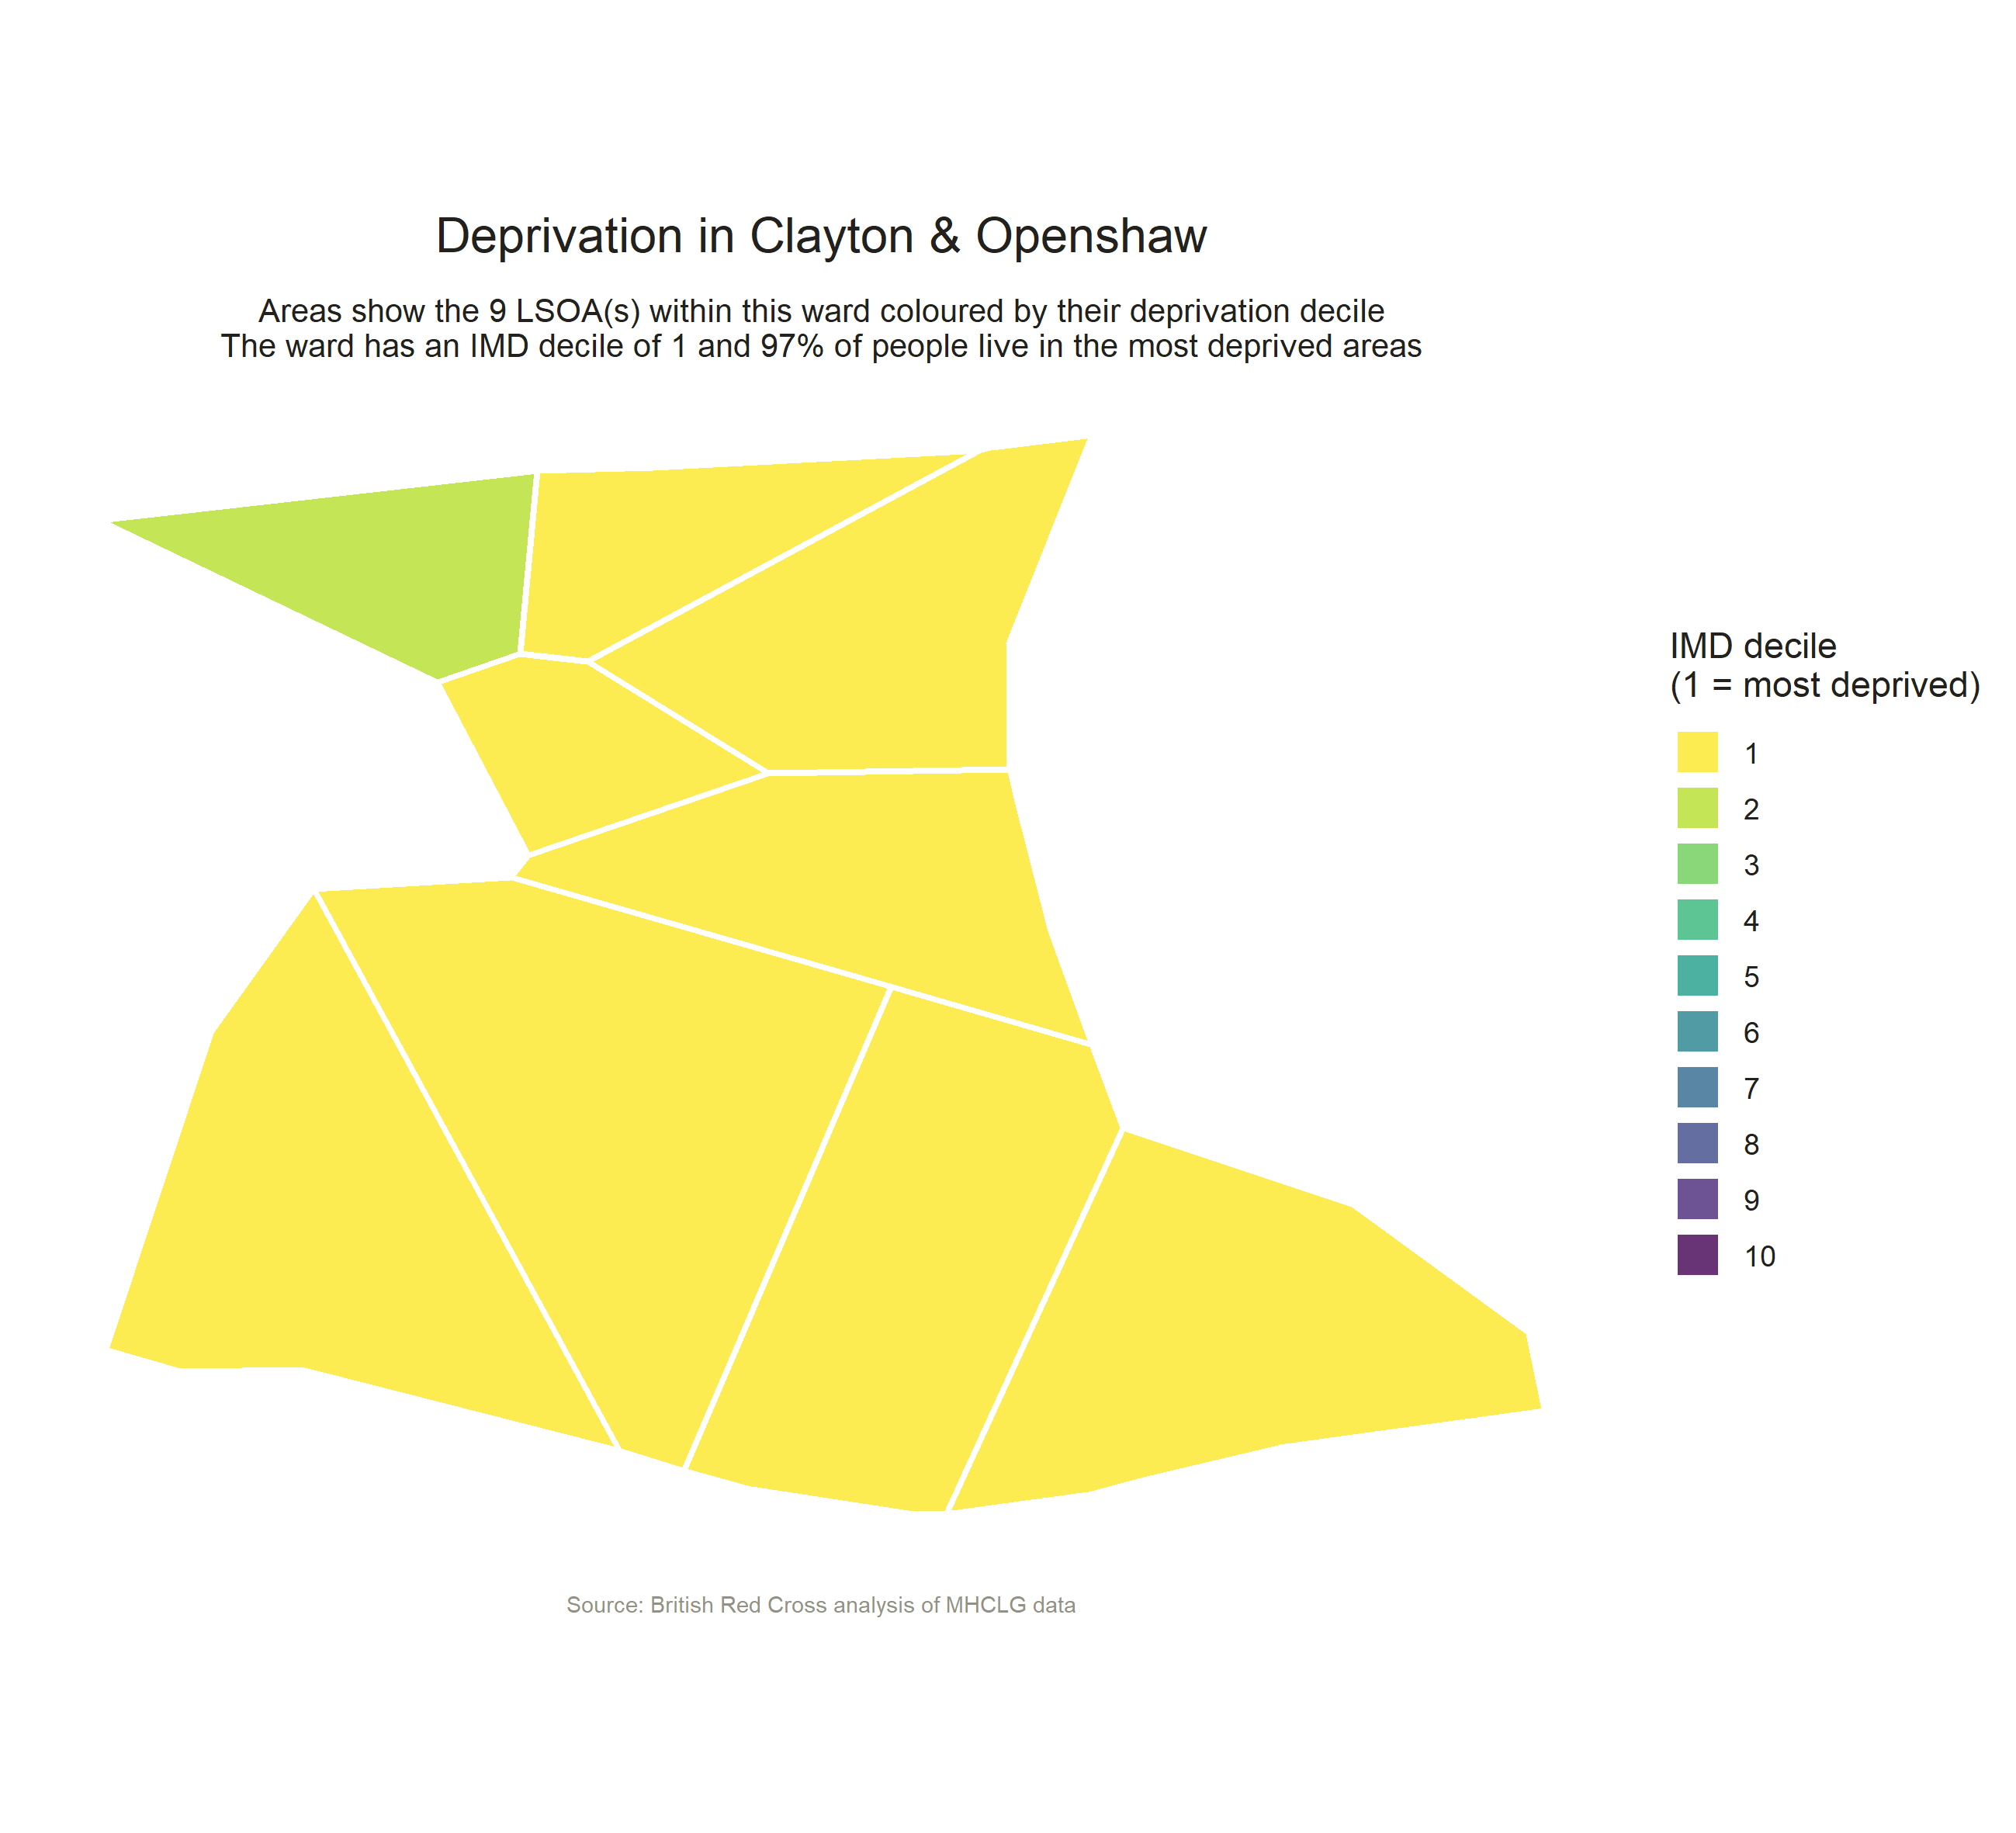 Deprivation in Clayton & Openshaw
Areas show the 9 LSOA(s) within this ward coloured by their deprivation decile
The ward has an IMD decile of 1 and 97% of people live in the most deprived areas
IMD decile
(1 = most deprived)
1
2
3
4
5
6
7
8
9
10
Source: British Red Cross analysis of MHCLG data